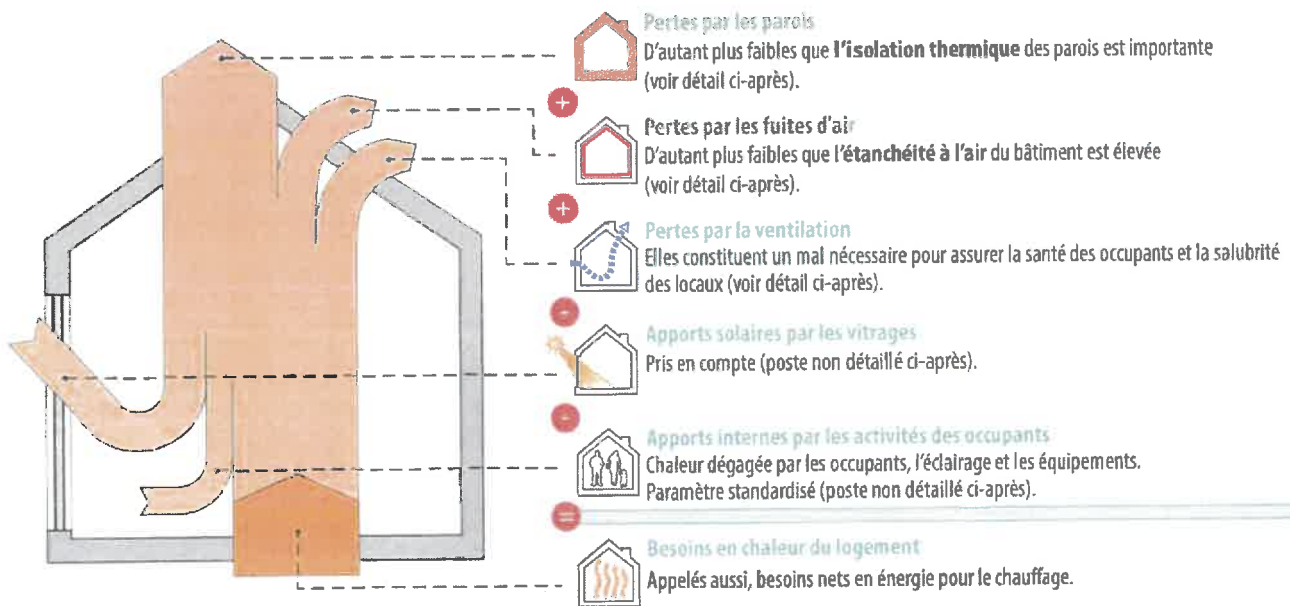 Pertes par les parois
D'autant plus faibles que l'isolation thermique des parois est importante
(voir détail ci-après).
+
Pertes par les fuites d'air
D'autant plus faibles que l'étanchéité à l'air du bâtiment est élevée
(voir détail ci-après).
+
Pertes par la ventilation
Elles constituent un mal nécessaire pour assurer la santé des occupants et la salubrité
des locaux (voir détail ci-après).
-
Apports solaires par les vitrages
Pris en compte (poste non détaillé ci-après).
-
Apports internes par les activités des occupants
Chaleur dégagée par les occupants, l'éclairage et les équipements.
Paramètre standardisé (poste non détaillé ci-après).
=
Besoins en chaleur du logement
Appelés aussi, besoins nets en énergie pour le chauffage.